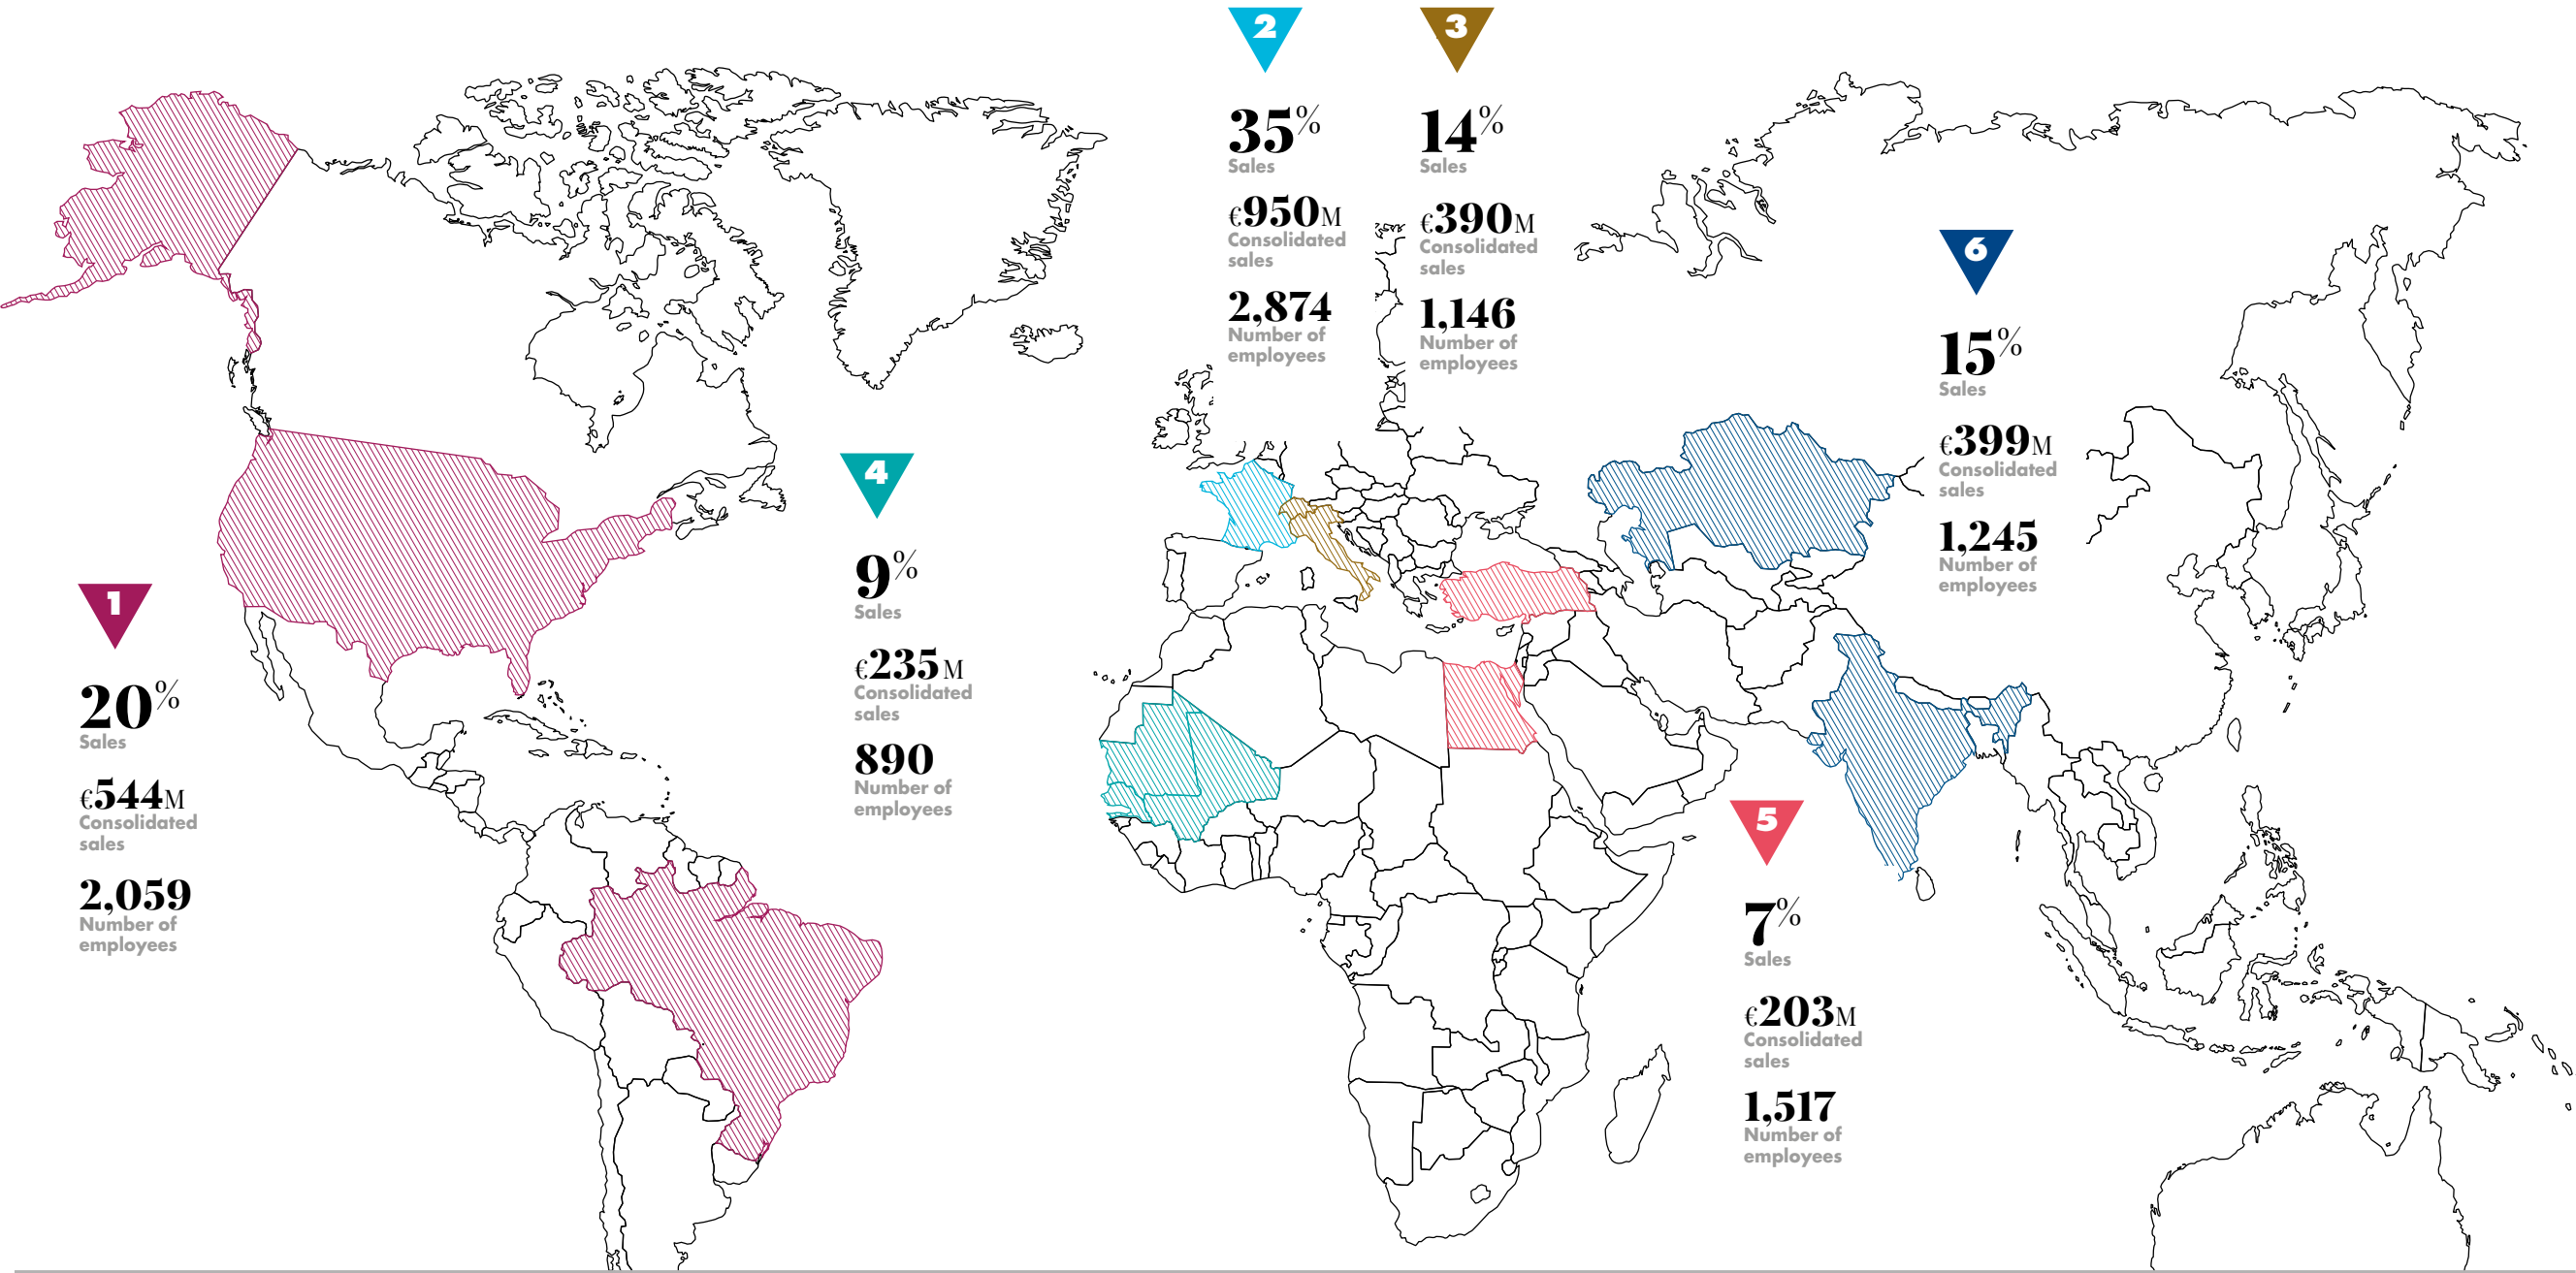 1
20%
Sales
€544M
Consolidated
sales
2,059
Number of
employees
2
35%
Sales
€950M
Consolidated
sales
2,874
Number of
employees
3
14%
Sales
€390M
Consolidated
sales
1,146
Number of
employees
4
9%
Sales
€235M
Consolidated
sales
890
Number of
employees
5
7%
Sales
€203M
Consolidated
sales
1,517
Number of
employees
6
15%
Sales
€399M
Consolidated
sales
1,245
Number of
employees